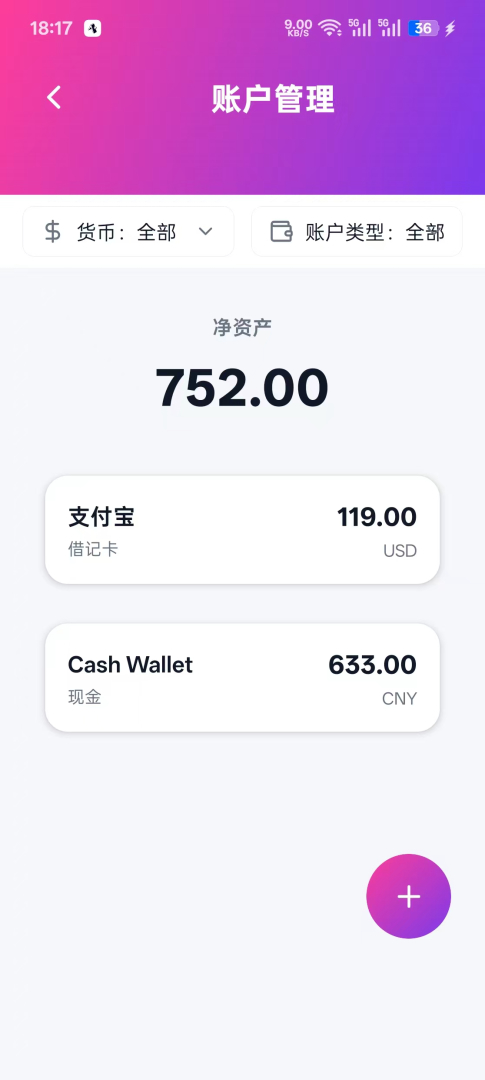 18:17
9.00 KB/S 5G 5G 36
账户管理
货币：全部
账户类型：全部
净资产
752.00
支付宝 119.00
借记卡 USD
Cash Wallet 633.00
现金 CNY